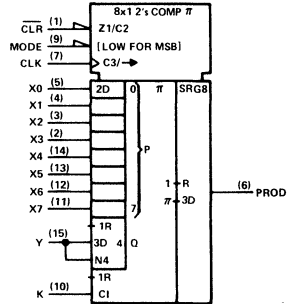 8x1 2's COMP π
CLR (1) Z1/C2
MODE (9) [LOW FOR MSB]
CLK (7) C3/→
X0 (5) 2D 0 π SRG8
X1 (4)
X2 (3)
X3 (2) P
X4 (14)
X5 (13) 1 R (6) PROD
X6 (12) π 3D
X7 (11) 7
1R
Y (15) 3D 4 Q
N4
1R
K (10) CI